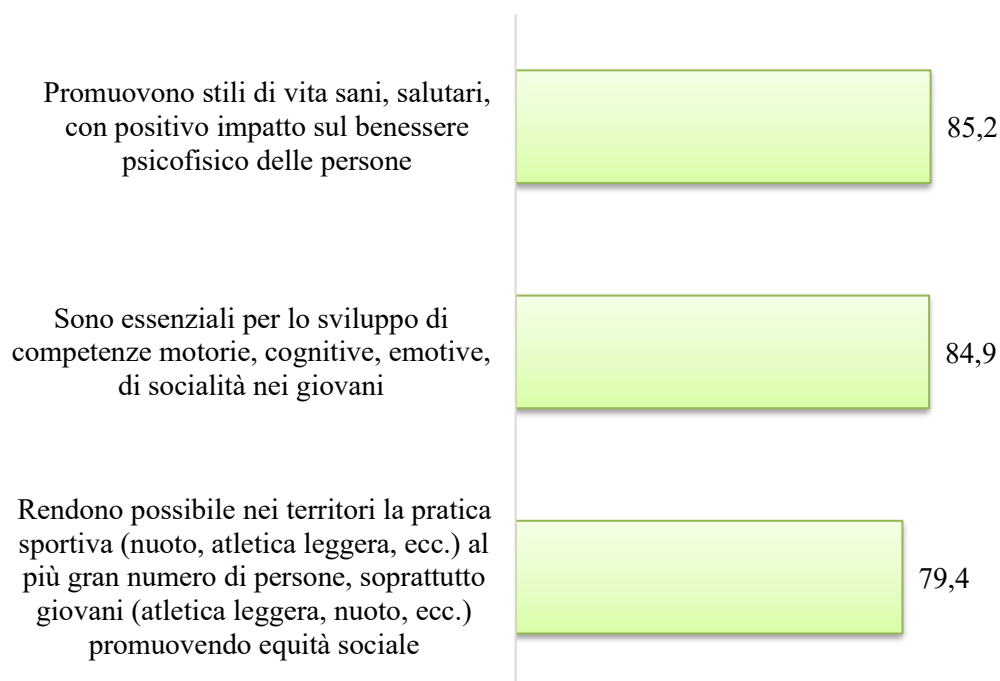 Promuovono stili di vita sani, salutari,
con positivo impatto sul benessere
psicofisico delle persone
85,2
Sono essenziali per lo sviluppo di
competenze motorie, cognitive, emotive,
di socialità nei giovani
84,9
Rendono possibile nei territori la pratica
sportiva (nuoto, atletica leggera, ecc.) al
più gran numero di persone, soprattutto
giovani (atletica leggera, nuoto, ecc.)
promuovendo equità sociale
79,4